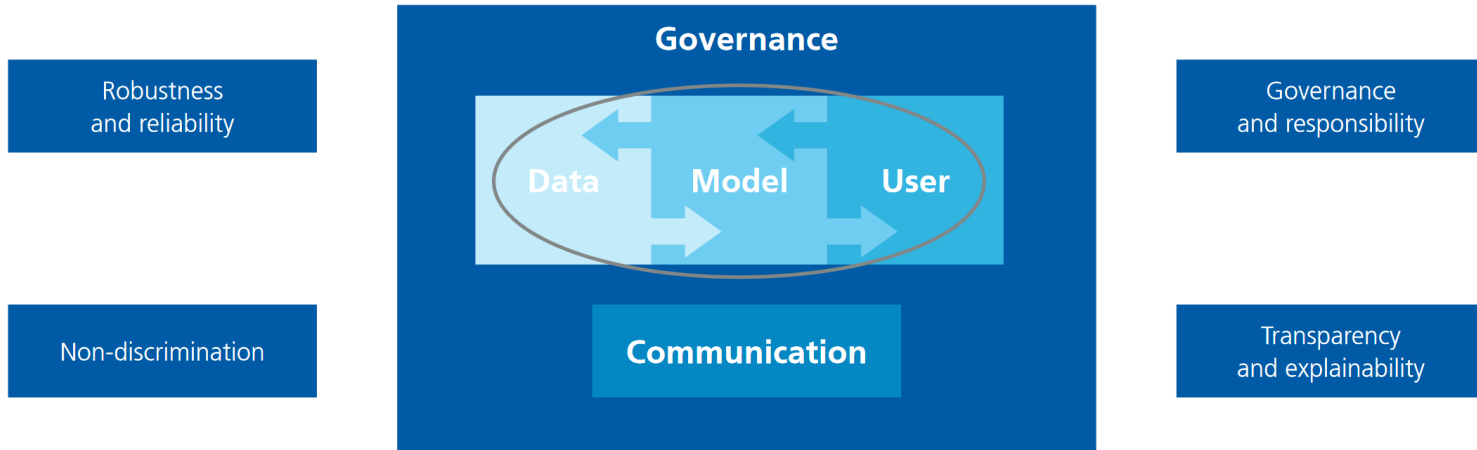 Governance
Robustness
and reliability
Governance
and responsibility
Data
Model
User
Non-discrimination
Communication
Transparency
and explainability